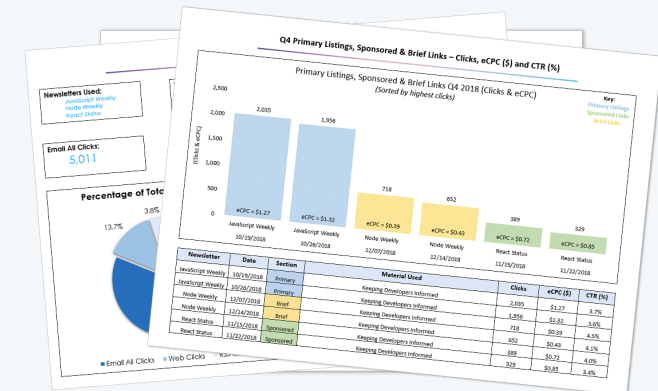 Q4 Primary Listings, Sponsored & Brief Links – Clicks, eCPC ($) and CTR (%)
Primary Listings, Sponsored & Brief Links Q4 2018 (Clicks & eCPC)
(Sorted by highest clicks)
Key:
Primary Listings
Sponsored Links
Brief Links
(Clicks & eCPC)
2,500
2,000
1,500
1,000
500
0
2,035
1,956
718
652
389
329
eCPC = $1.27
eCPC = $1.32
eCPC = $0.39
eCPC = $0.43
eCPC = $0.72
eCPC = $0.85
JavaScript Weekly
JavaScript Weekly
Node Weekly
Node Weekly
React Status
React Status
10/19/2018
10/26/2018
12/07/2018
12/14/2018
11/15/2018
11/22/2018
Newsletter Date Section Material Used Clicks eCPC ($) CTR (%)
JavaScript Weekly 10/19/2018 Primary Keeping Developers Informed 2,035 $1.27 3.7%
JavaScript Weekly 10/26/2018 Primary Keeping Developers Informed 1,956 $1.32 3.6%
Node Weekly 12/07/2018 Brief Keeping Developers Informed 718 $0.39 4.5%
Node Weekly 12/14/2018 Brief Keeping Developers Informed 652 $0.43 4.1%
React Status 11/15/2018 Sponsored Keeping Developers Informed 389 $0.72 4.0%
React Status 11/22/2018 Sponsored Keeping Developers Informed 329 $0.85 3.4%
Newsletters Used;
JavaScript Weekly
Node Weekly
React Status
Email All Clicks;
5,011
Percentage of Tota
13.7%
3.8%
Email All Clicks
Web Clicks